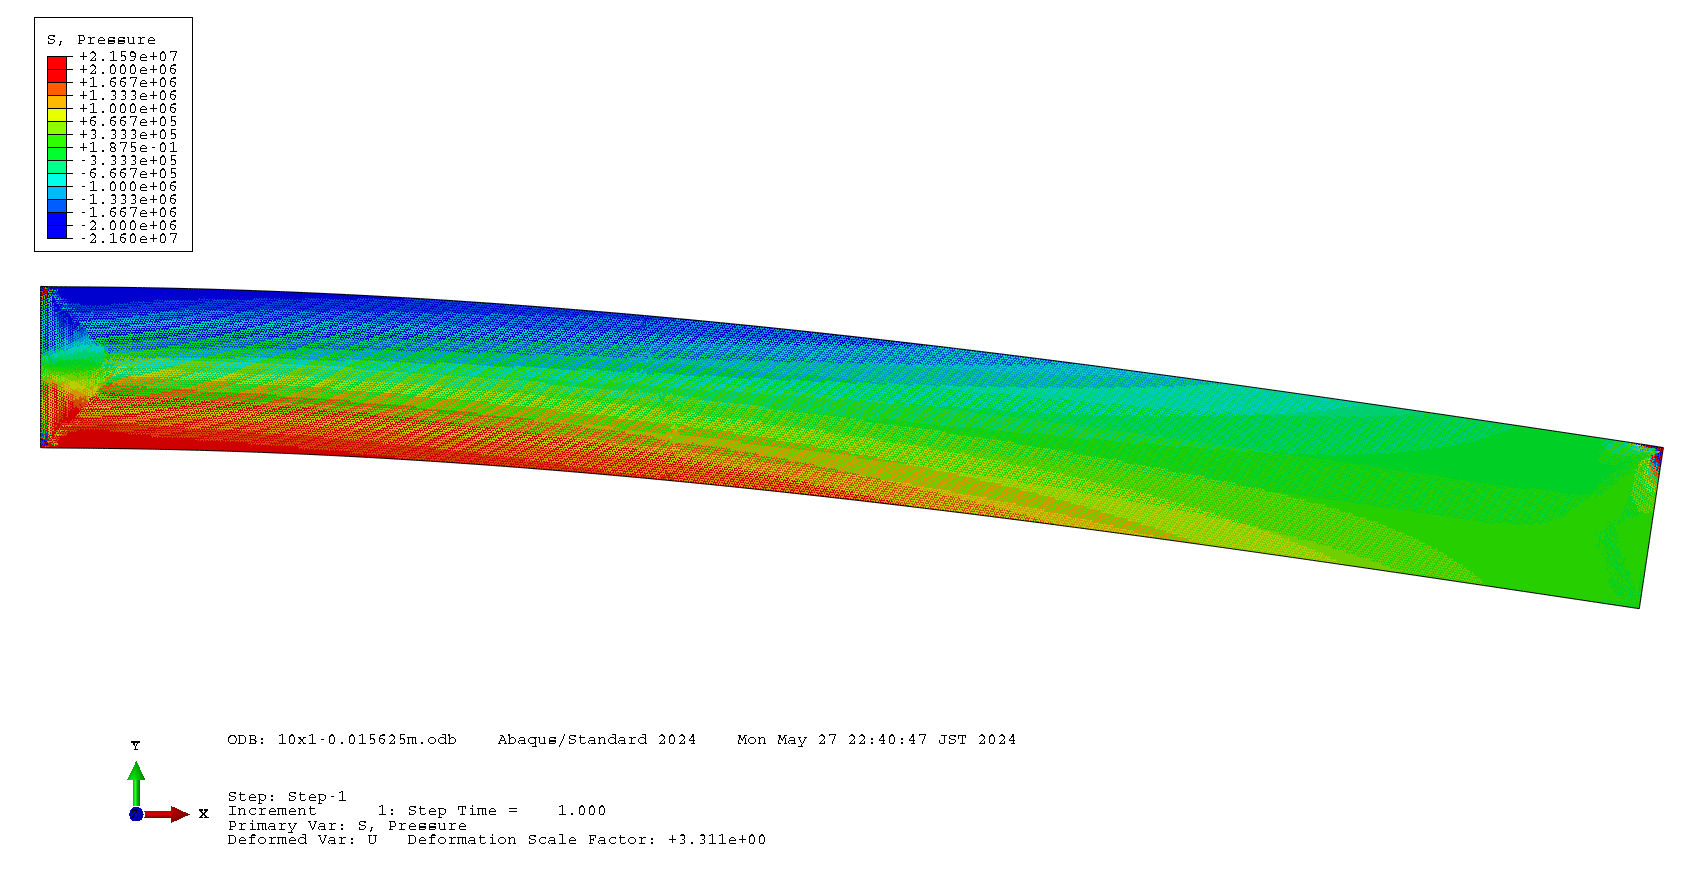 S, Pressure
+2.159e+07
+2.000e+06
+1.667e+06
+1.333e+06
+1.000e+06
+6.667e+05
+3.333e+05
+1.875e-01
-3.333e+05
-6.667e+05
-1.000e+06
-1.333e+06
-1.667e+06
-2.000e+06
-2.160e+07
Y
X
ODB: 10x1-0.015625m.odb Abaqus/Standard 2024 Mon May 27 22:40:47 JST 2024
Step: Step-1
Increment 1: Step Time = 1.000
Primary Var: S, Pressure
Deformed Var: U Deformation Scale Factor: +3.311e+00